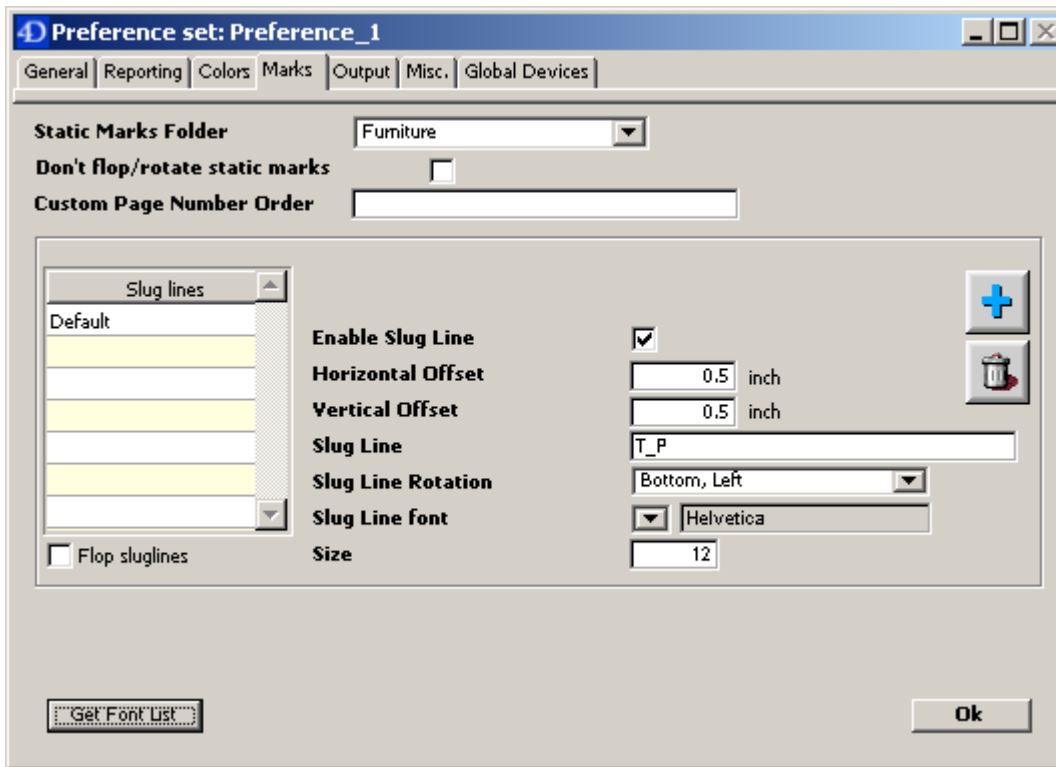 4D Preference set: Preference_1
General Reporting Colors Marks Output Misc. Global Devices
Static Marks Folder Furniture
Don't flop/rotate static marks
Custom Page Number Order
Slug lines
Default
Enable Slug Line
Horizontal Offset 0.5 inch
Vertical Offset 0.5 inch
Slug Line T_P
Slug Line Rotation Bottom, Left
Slug Line font Helvetica
Flop sluglines Size 12
Get Font List Ok